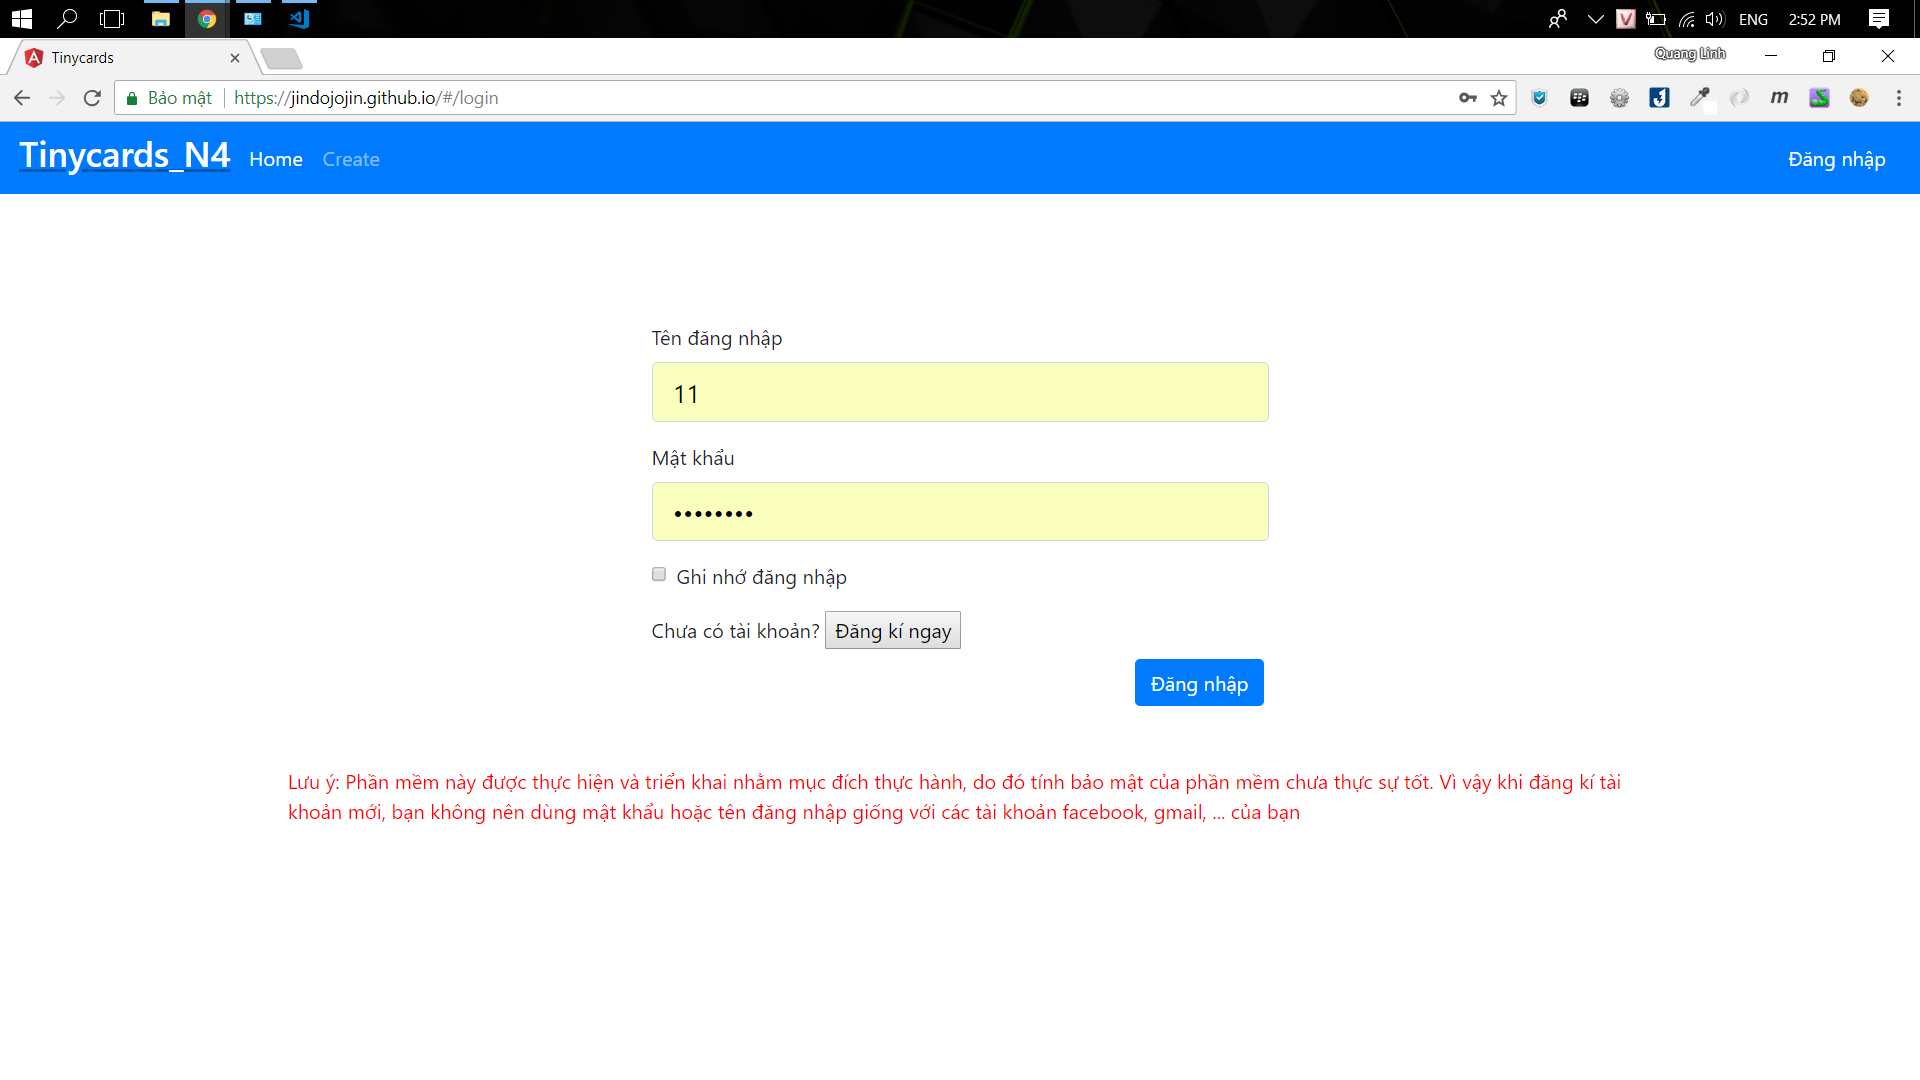 ENG 2:52 PM
Tinycards
Quang Linh
Bảo mật https://jindojojin.github.io/#/login
Tinycards_N4 Home Create Đăng nhập
Tên đăng nhập
11
Mật khẩu
••••••••
Ghi nhớ đăng nhập
Chưa có tài khoản? Đăng kí ngay
Đăng nhập
Lưu ý: Phần mềm này được thực hiện và triển khai nhằm mục đích thực hành, do đó tính bảo mật của phần mềm chưa thực sự tốt. Vì vậy khi đăng kí tài
khoản mới, bạn không nên dùng mật khẩu hoặc tên đăng nhập giống với các tài khoản facebook, gmail, ... của bạn